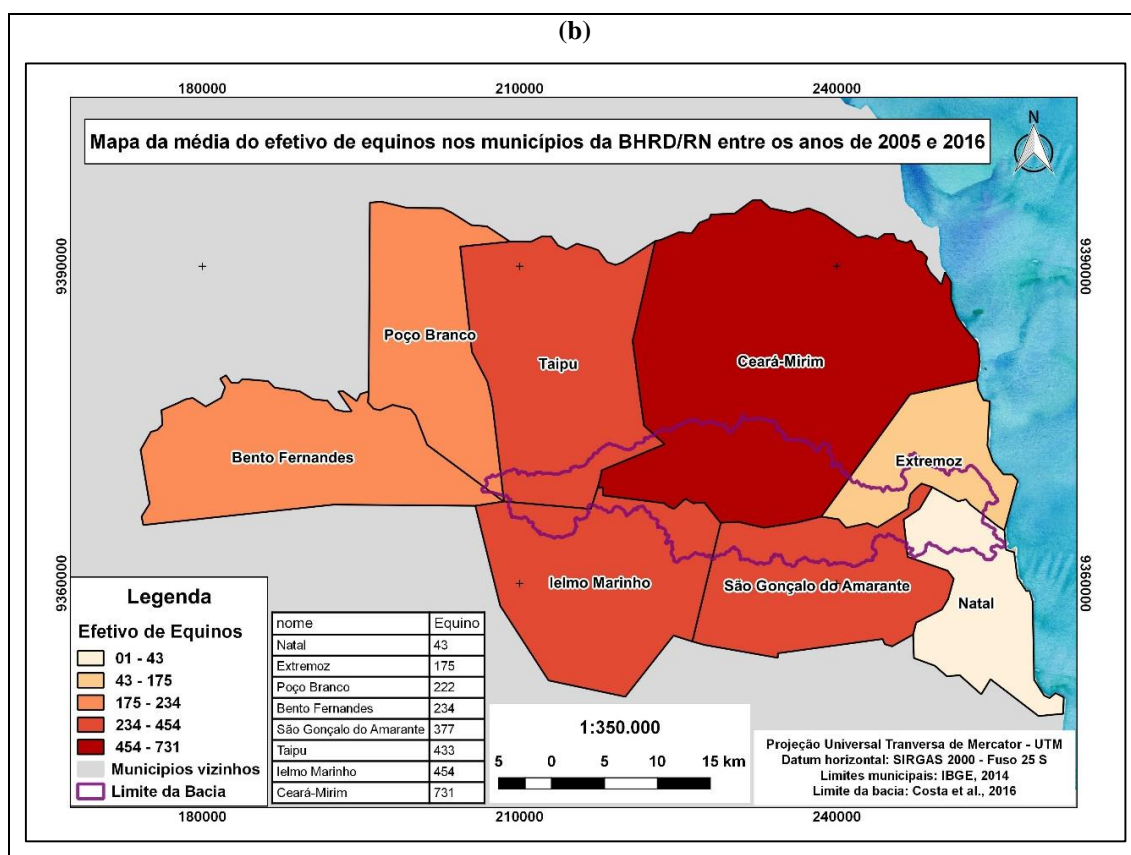 (b)
180000 210000 240000
Mapa da média do efetivo de equinos nos municípios da BHRD/RN entre os anos de 2005 e 2016
N
9390000 9390000
Poço Branco
Taipu
Ceará-Mirim
Bento Fernandes
Extremoz
9360000 9360000
Ielmo Marinho
São Gonçalo do Amarante
Natal
Legenda
Efetivo de Equinos
01 - 43
43 - 175
175 - 234
234 - 454
454 - 731
Municipios vizinhos
Limite da Bacia
nome Equino
Natal 43
Extremoz 175
Poço Branco 222
Bento Fernandes 234
São Gonçalo do Amarante 377
Taipu 433
Ielmo Marinho 454
Ceará-Mirim 731
1:350.000
5 0 5 10 15 km
Projeção Universal Tranversa de Mercator - UTM
Datum horizontal: SIRGAS 2000 - Fuso 25 S
Limites municipais: IBGE, 2014
Limite da bacia: Costa et al., 2016
180000 210000 240000